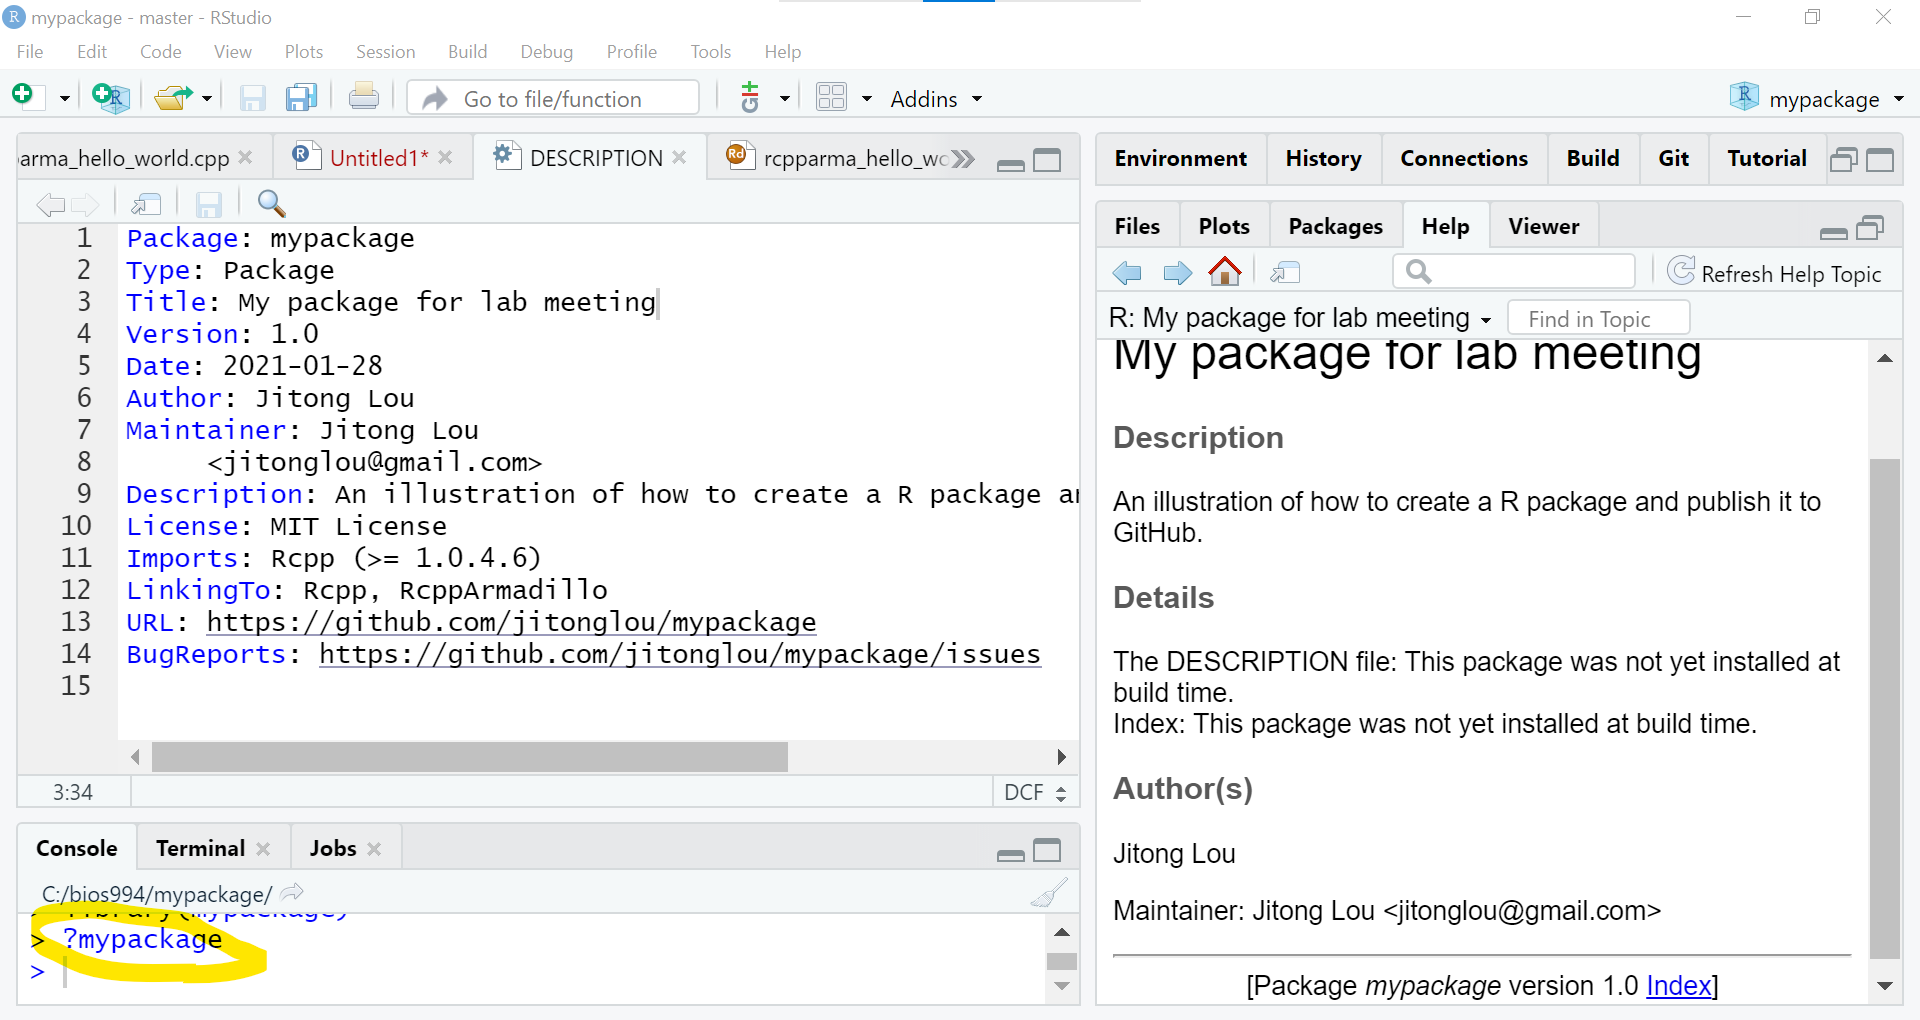 mypackage - master - RStudio
File Edit Code View Plots Session Build Debug Profile Tools Help
Go to file/function Addins mypackage
arma_hello_world.cpp Untitled1* DESCRIPTION rcpparma_hello_wo
1 Package: mypackage
2 Type: Package
3 Title: My package for lab meeting
4 Version: 1.0
5 Date: 2021-01-28
6 Author: Jitong Lou
7 Maintainer: Jitong Lou
8 <jitonglou@gmail.com>
9 Description: An illustration of how to create a R package an
10 License: MIT License
11 Imports: Rcpp (>= 1.0.4.6)
12 LinkingTo: Rcpp, RcppArmadillo
13 URL: https://github.com/jitonglou/mypackage
14 BugReports: https://github.com/jitonglou/mypackage/issues
15
3:34 DCF
Console Terminal Jobs
C:/bios994/mypackage/
> library(mypackage)
> ?mypackage
>
Environment History Connections Build Git Tutorial
Files Plots Packages Help Viewer
Refresh Help Topic
R: My package for lab meeting Find in Topic
My package for lab meeting
Description
An illustration of how to create a R package and publish it to
GitHub.
Details
The DESCRIPTION file: This package was not yet installed at
build time.
Index: This package was not yet installed at build time.
Author(s)
Jitong Lou
Maintainer: Jitong Lou <jitonglou@gmail.com>
[Package mypackage version 1.0 Index]